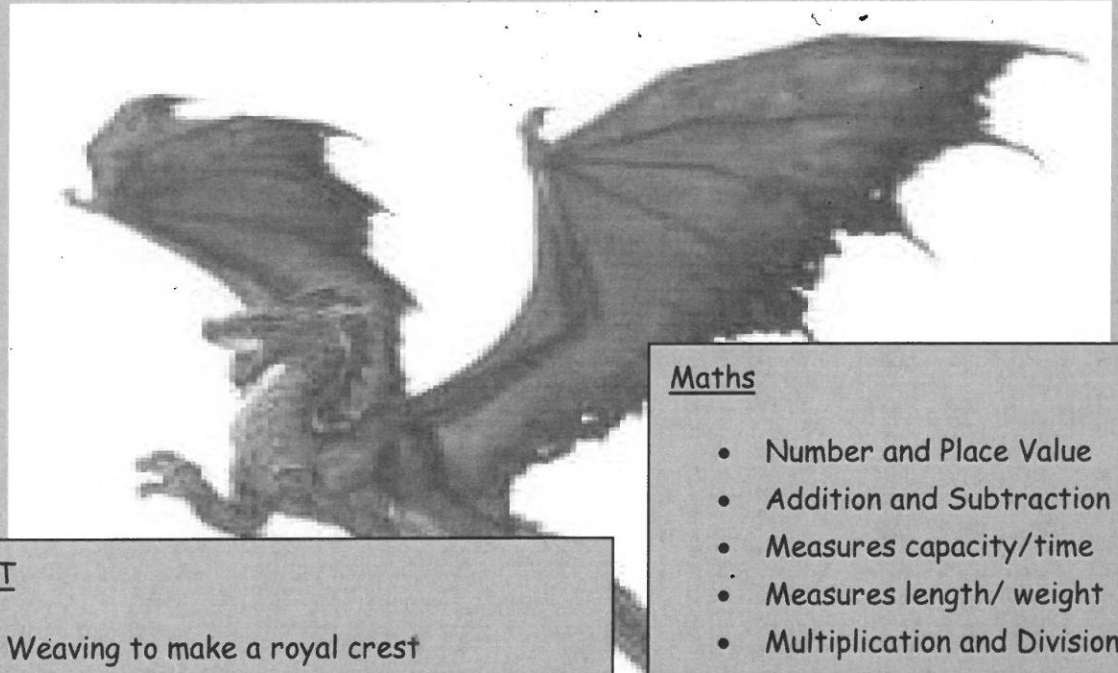 Maths
• Number and Place Value
• Addition and Subtraction
• Measures capacity/time
• Measures length/ weight
• Multiplication and Division
T
Weaving to make a royal crest